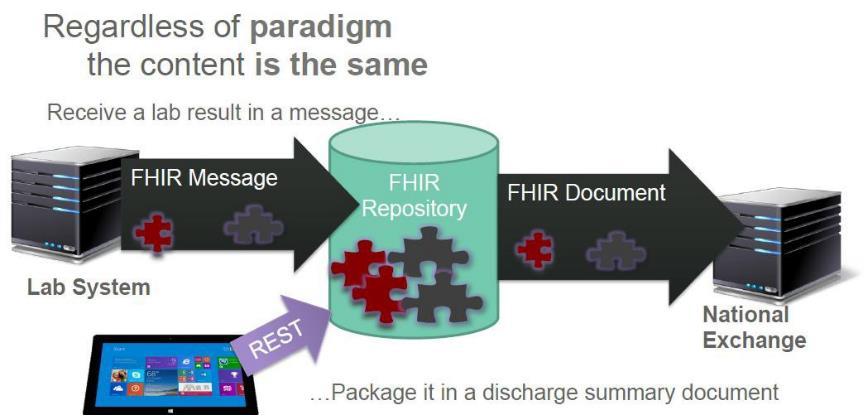 Regardless of paradigm
the content is the same
Receive a lab result in a message…
FHIR Message
FHIR
Repository
FHIR Document
Lab System
REST
National
Exchange
…Package it in a discharge summary document